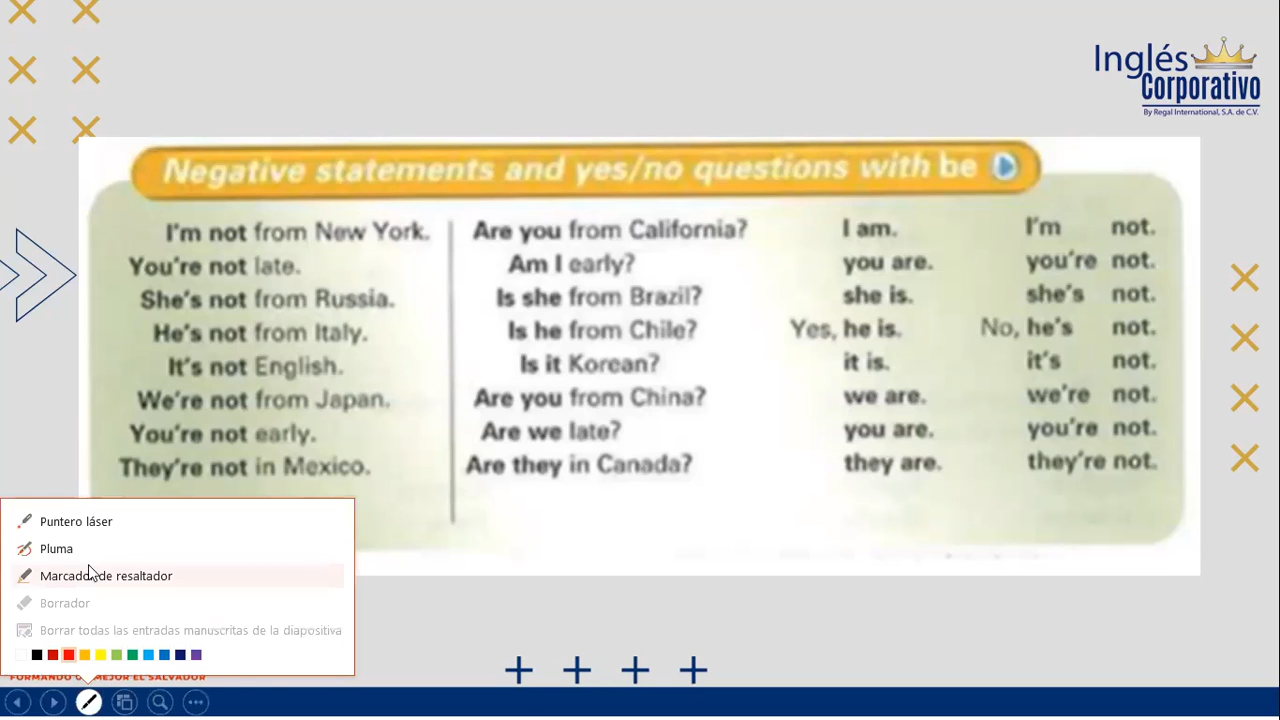 Inglés
Corporativo
By Regal International, S.A. de C.V.
Negative statements and yes/no questions with be
I'm not from New York. Are you from California? I am. I'm not.
You're not late. Am I early? you are. you're not.
She's not from Russia. Is she from Brazil? she is. she's not.
He's not from Italy. Is he from Chile? Yes, he is. No, he's not.
It's not English. Is it Korean? it is. it's not.
We're not from Japan. Are you from China? we are. we're not.
You're not early. Are we late? you are. you're not.
They're not in Mexico. Are they in Canada? they are. they're not.
Puntero láser
Pluma
Marcador de resaltador
Borrador
Borrar todas las entradas manuscritas de la diapositiva
FORMANDO MEJOR EL SALVADOR